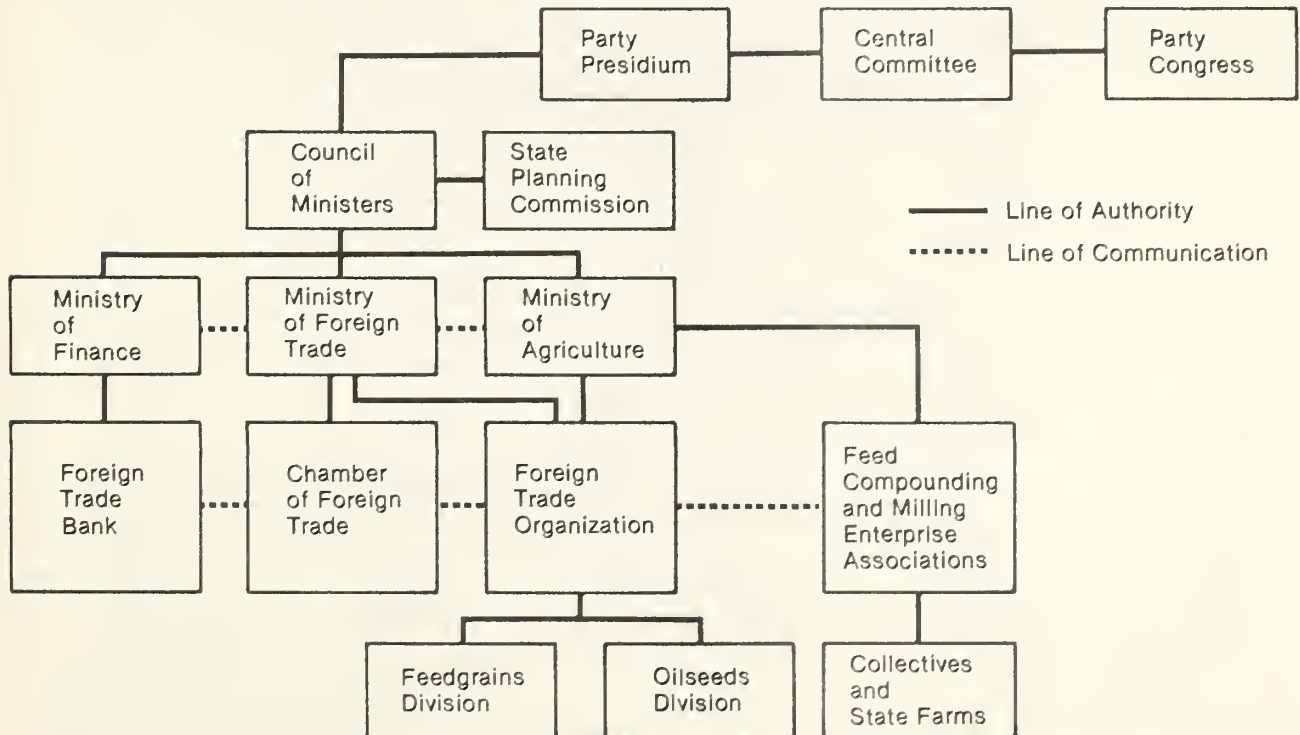 Party
Presidium
Central
Committee
Party
Congress
Council
of
Ministers
State
Planning
Commission
Line of Authority
Line of Communication
Ministry
of
Finance
Ministry
of Foreign
Trade
Ministry
of
Agriculture
Foreign
Trade
Bank
Chamber
of Foreign
Trade
Foreign
Trade
Organization
Feed
Compounding
and Milling
Enterprise
Associations
Feedgrains
Division
Oilseeds
Division
Collectives
and
State Farms